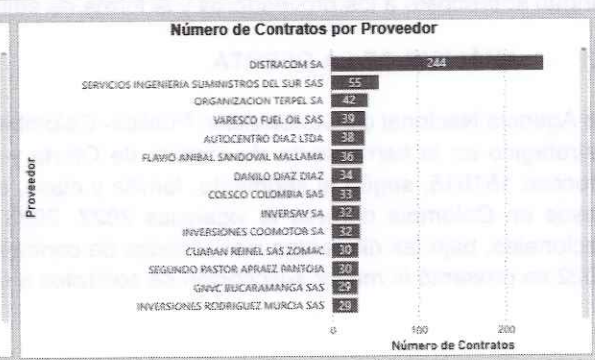 Número de Contratos por Proveedor
Proveedor
DISTRACOM SA 244
SERVICIOS INGENIERIA SUMINISTROS DEL SUR SAS 55
ORGANIZACION TERPEL SA 42
VARESCO FUEL OIL SAS 39
AUTOCENTRO DIAZ LTDA 38
FLAVIO ANIBAL SANDOVAL MALLAMA 36
DANILO DIAZ DIAZ 34
COESCO COLOMBIA SAS 33
INVERSAV SA 32
INVERSIONES COOMOTOR SA 32
CUARAN REINEL SAS ZOMAC 30
SEGUNDO PASTOR APRAEZ PANTOJA 30
GNVC BUCARAMANGA SAS 29
INVERSIONES RODRIGUEZ MURCIA SAS 29
0 100 200
Número de Contratos